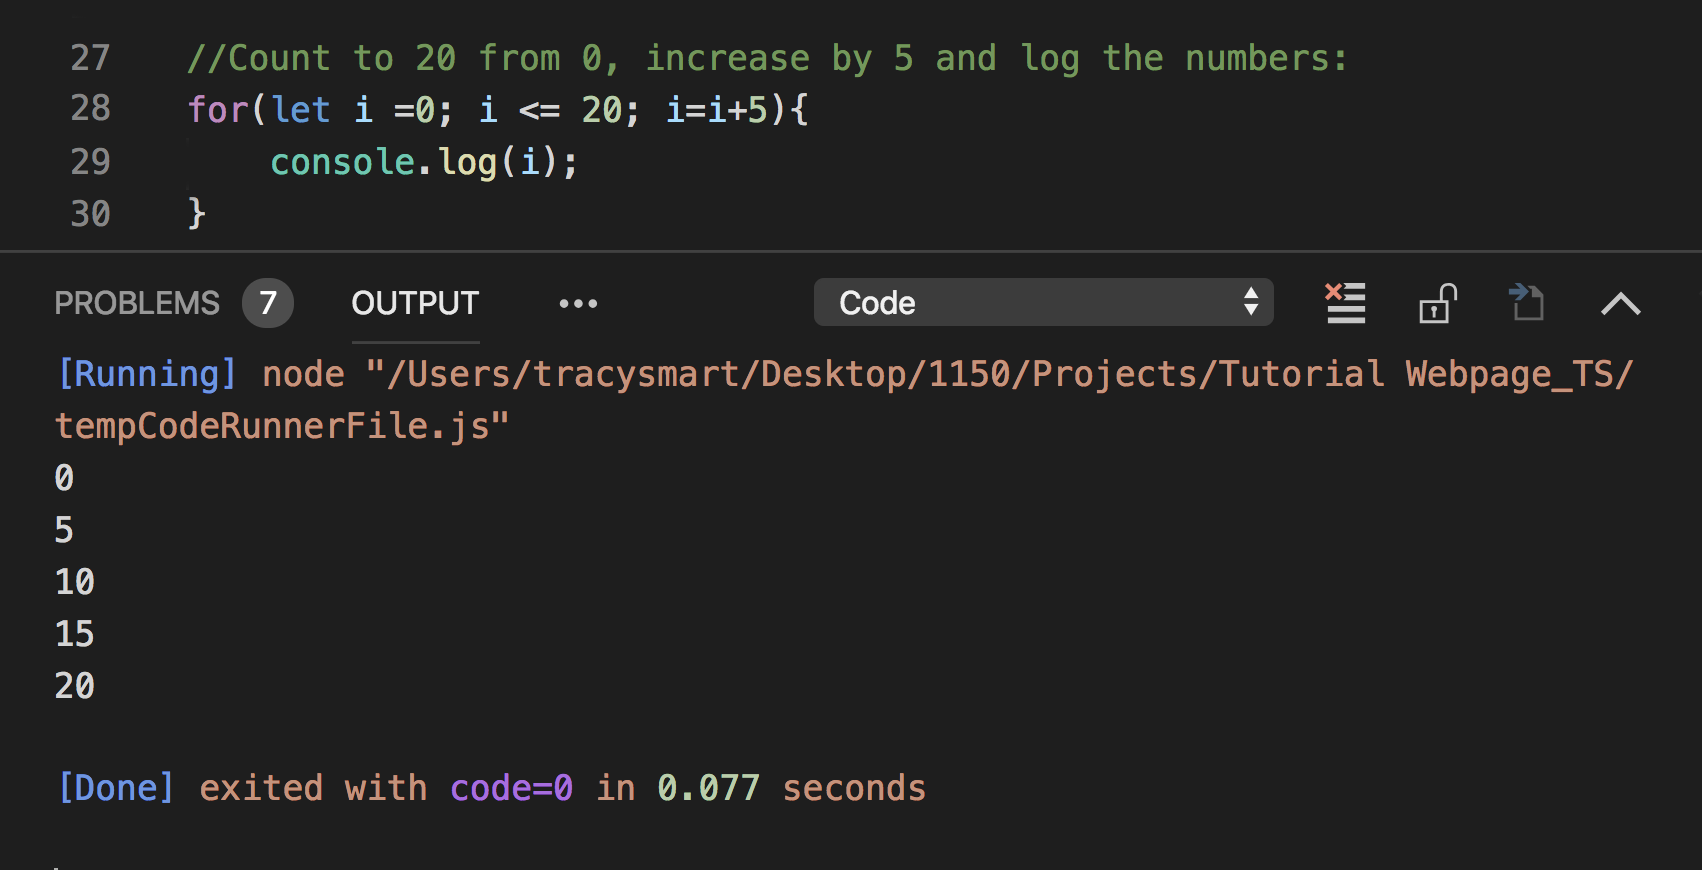 27 //Count to 20 from 0, increase by 5 and log the numbers:
28 for(let i =0; i <= 20; i=i+5){
29     console.log(i);
30 }
PROBLEMS 7 OUTPUT ••• Code
[Running] node "/Users/tracysmart/Desktop/1150/Projects/Tutorial Webpage_TS/
tempCodeRunnerFile.js"
0
5
10
15
20
[Done] exited with code=0 in 0.077 seconds